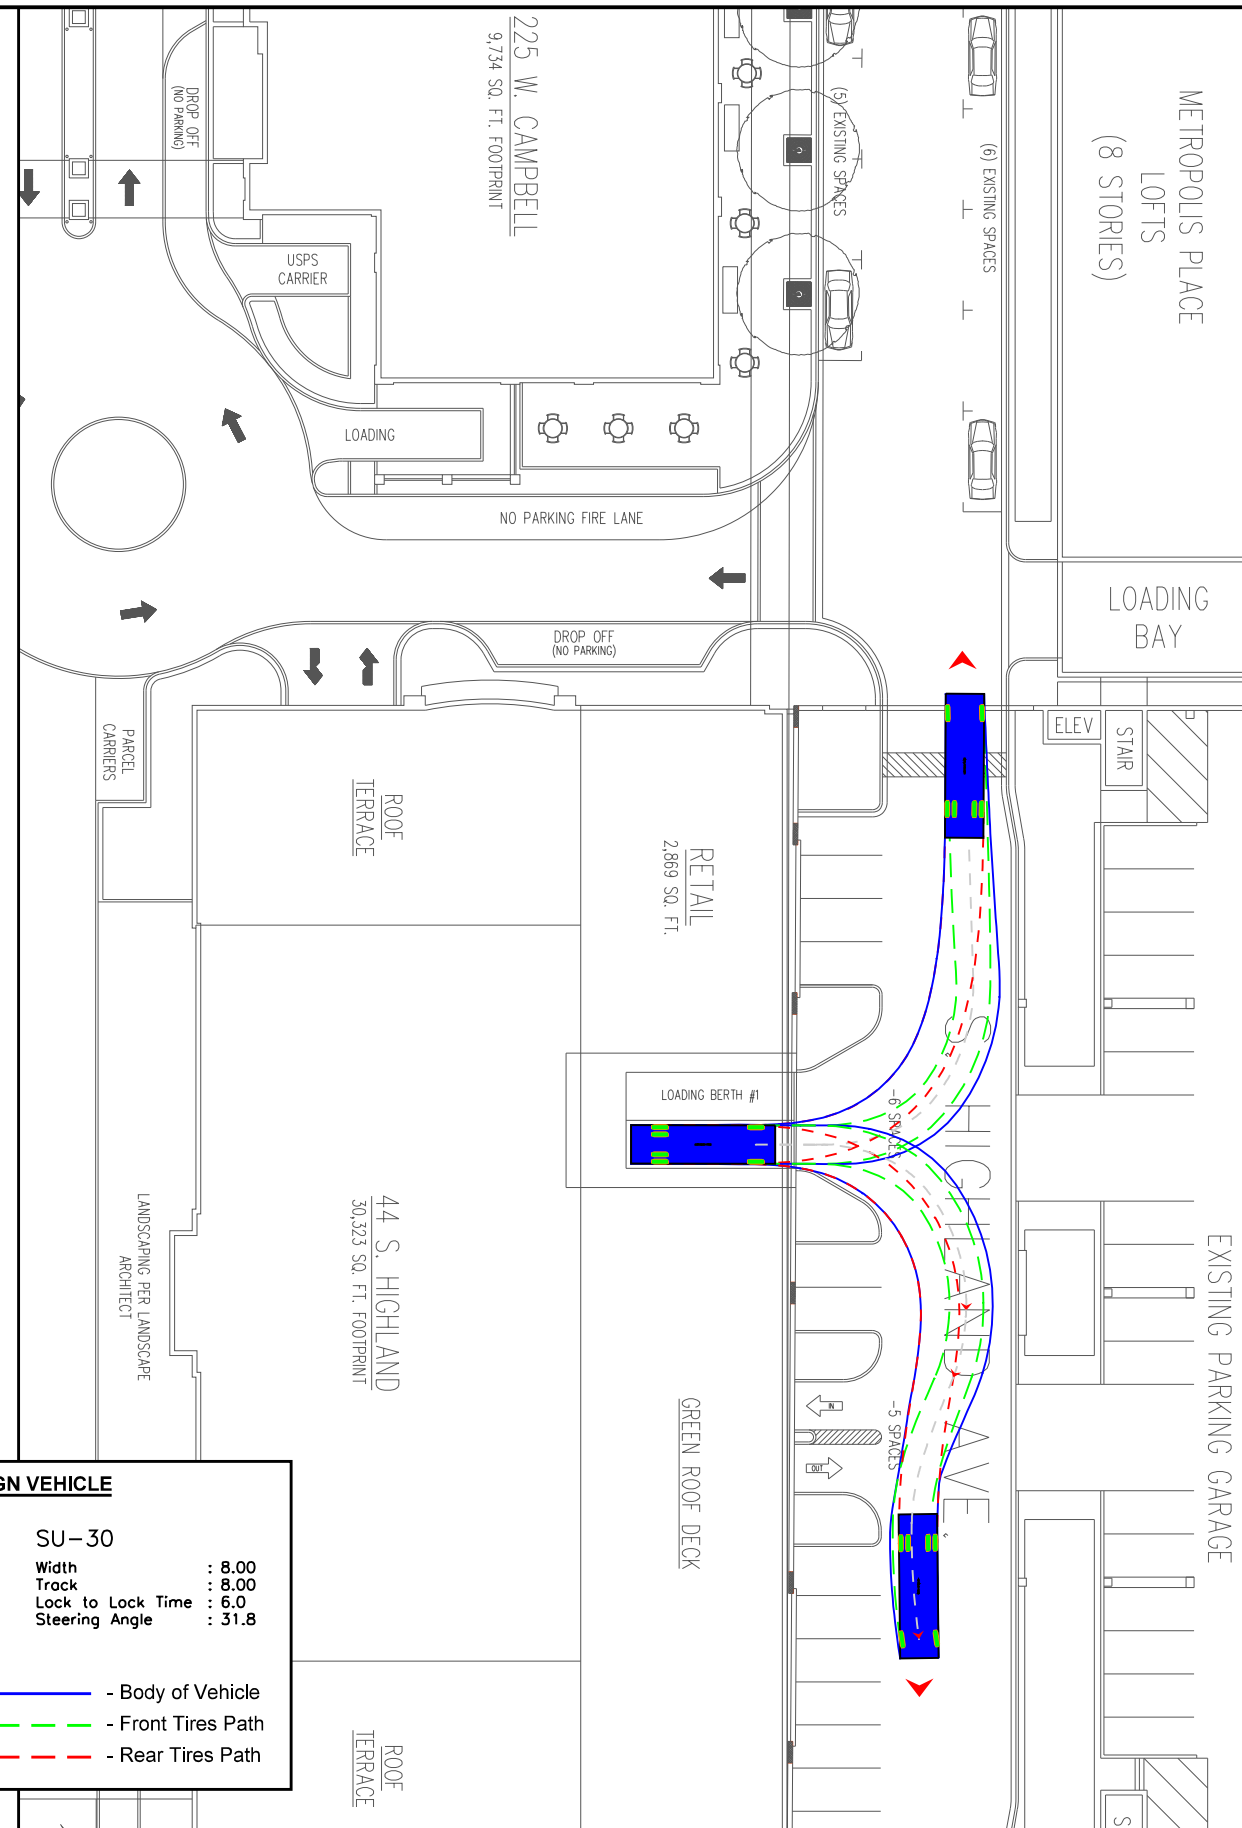 225 W. CAMPBELL
9,734 SQ. FT. FOOTPRINT
DROP OFF
(NO PARKING)
USPS
CARRIER
LOADING
(5) EXISTING SPACES
(6) EXISTING SPACES
METROPOLIS PLACE
LOFTS
(8 STORIES)
NO PARKING FIRE LANE
LOADING
BAY
DROP OFF
(NO PARKING)
PARCEL
CARRIERS
ELEV
STAIR
ROOF
TERRACE
RETAIL
2,869 SQ. FT.
LOADING BERTH #1
-6 SPACES
S. HIGHLAND AVE.
44 S. HIGHLAND
30,323 SQ. FT. FOOTPRINT
LANDSCAPING PER LANDSCAPE
ARCHITECT
EXISTING PARKING GARAGE
GREEN ROOF DECK
IN
OUT
-5 SPACES
GN VEHICLE
SU-30
Width : 8.00
Track : 8.00
Lock to Lock Time : 6.0
Steering Angle : 31.8
- Body of Vehicle
- Front Tires Path
- Rear Tires Path
ROOF
TERRACE
S